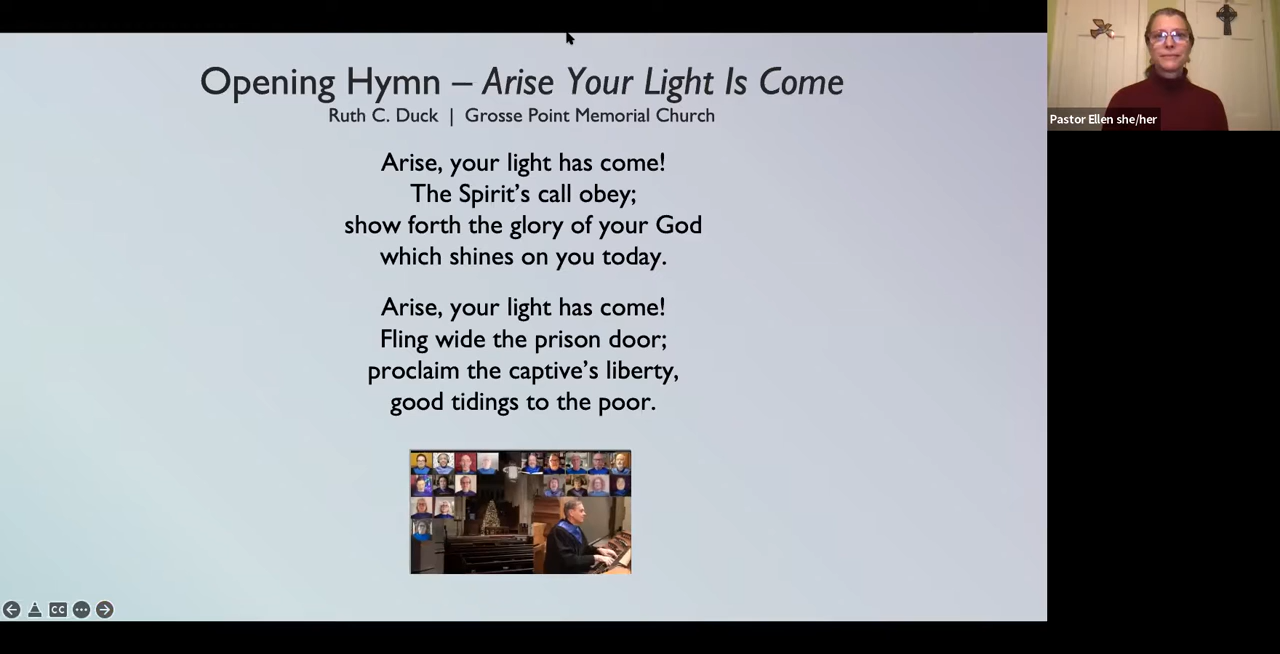 Opening Hymn – Arise Your Light Is Come
Ruth C. Duck | Grosse Point Memorial Church
Arise, your light has come!
The Spirit’s call obey;
show forth the glory of your God
which shines on you today.
Arise, your light has come!
Fling wide the prison door;
proclaim the captive’s liberty,
good tidings to the poor.
Pastor Ellen she/her
CC